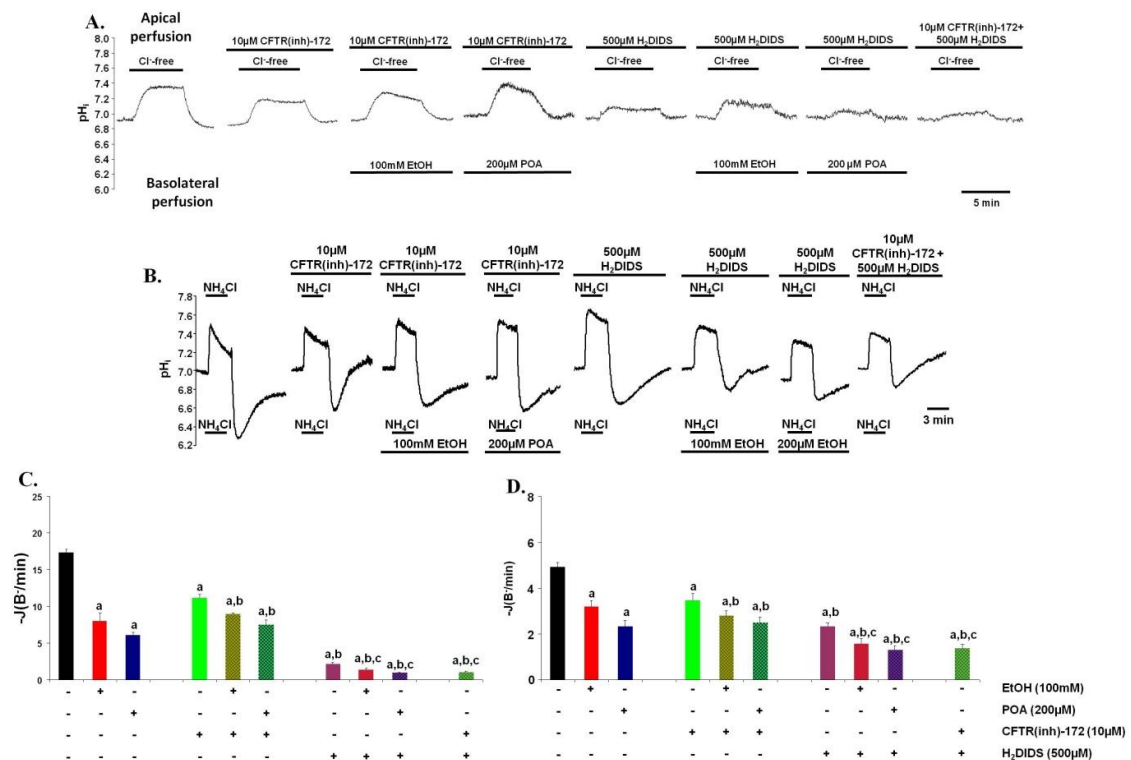 A.
Apical
perfusion
10µM CFTR(inh)-172
10µM CFTR(inh)-172
10µM CFTR(inh)-172
500µM H₂DIDS
500µM H₂DIDS
500µM H₂DIDS
10µM CFTR(inh)-172+
500µM H₂DIDS
Cl⁻-free
Cl⁻-free
Cl⁻-free
Cl⁻-free
Cl⁻-free
Cl⁻-free
Cl⁻-free
Cl⁻-free
8.0
7.8
7.6
7.4
7.2
7.0
6.8
6.6
6.4
6.2
6.0
pHi
100mM EtOH
200µM POA
100mM EtOH
200 µM POA
Basolateral
perfusion
5 min
B.
10µM
CFTR(inh)-172
10µM
CFTR(inh)-172
10µM
CFTR(inh)-172
500µM
H₂DIDS
500µM
H₂DIDS
500µM
H₂DIDS
10µM
CFTR(inh)-172 +
500µM H₂DIDS
NH₄Cl
NH₄Cl
NH₄Cl
NH₄Cl
NH₄Cl
NH₄Cl
NH₄Cl
NH₄Cl
7.8
7.6
7.4
7.2
7.0
6.8
6.6
6.4
6.2
pHi
3 min
NH₄Cl
NH₄Cl
NH₄Cl
NH₄Cl
NH₄Cl
NH₄Cl
NH₄Cl
NH₄Cl
100mM EtOH
200µM POA
100mM EtOH
200µM EtOH
C.
25
20
15
10
5
0
-J(B⁻/min)
a
a
a
a,b
a,b
a,b
a,b,c
a,b,c
a,b,c
- + - - + - - + - -
- - + - - + - - + -
- - - + + + - - - +
- - - - - - + + + +
D.
8
6
4
2
0
-J(B⁻/min)
a
a
a
a,b
a,b
a,b
a,b,c
a,b,c
a,b,c
- + - - + - - + - - EtOH (100mM)
- - + - - + - - + - POA (200µM)
- - - + + + - - - + CFTR(inh)-172 (10µM)
- - - - - - + + + + H₂DIDS (500µM)